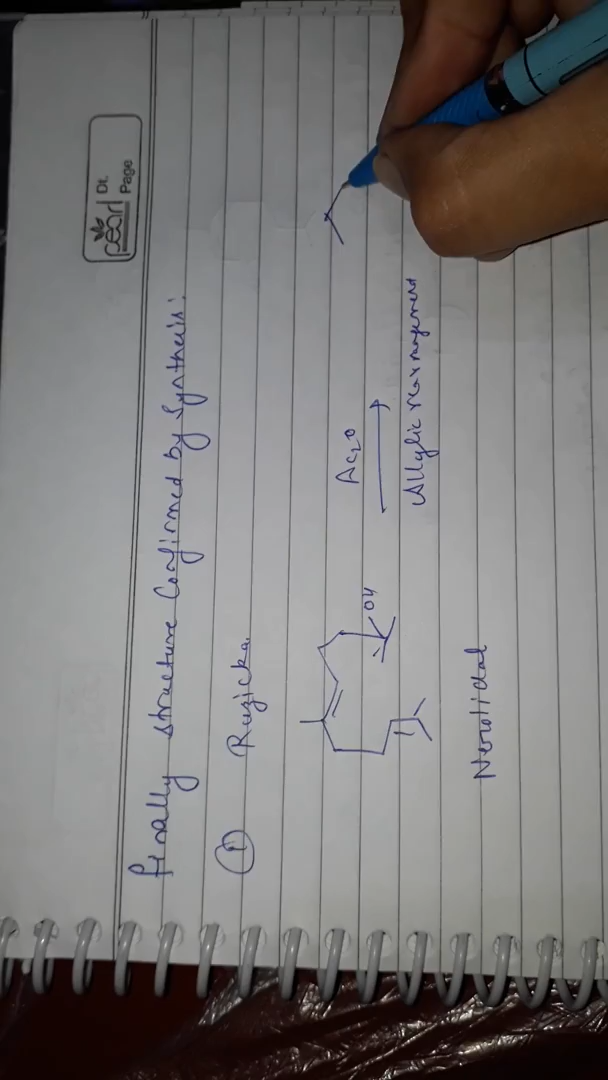 pearl
Dt.
Page
Finally structure Confirmed by Synthesis:
① Ruzicka.
Ac₂O
OH
Allylic rearrangement
Nerolidol